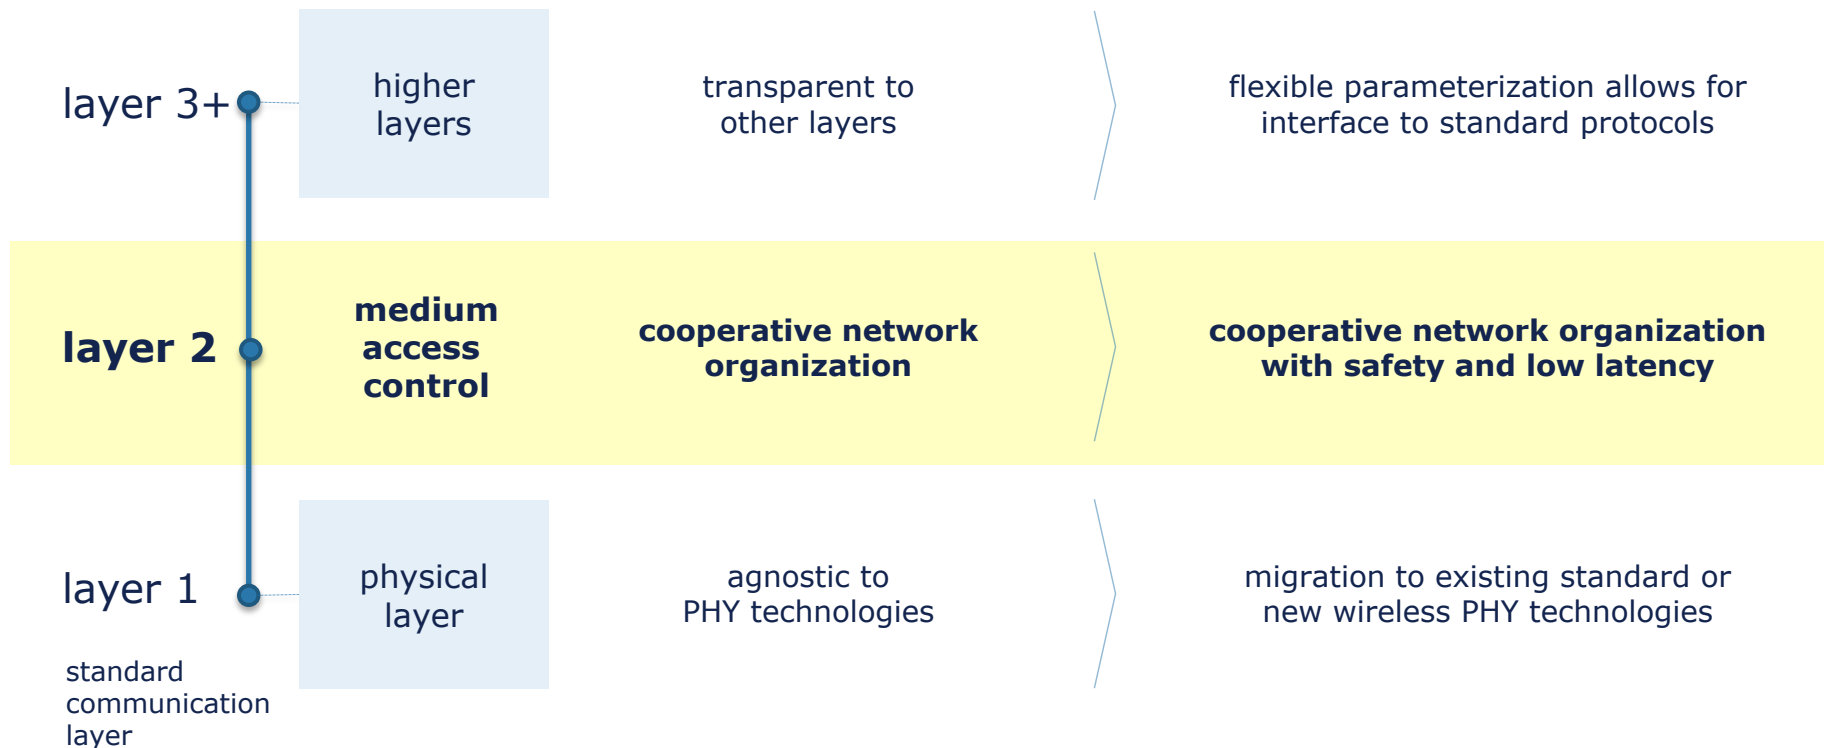 layer 3+
higher
layers
transparent to
other layers
flexible parameterization allows for
interface to standard protocols
layer 2
medium
access
control
cooperative network
organization
cooperative network organization
with safety and low latency
layer 1
physical
layer
agnostic to
PHY technologies
migration to existing standard or
new wireless PHY technologies
standard
communication
layer